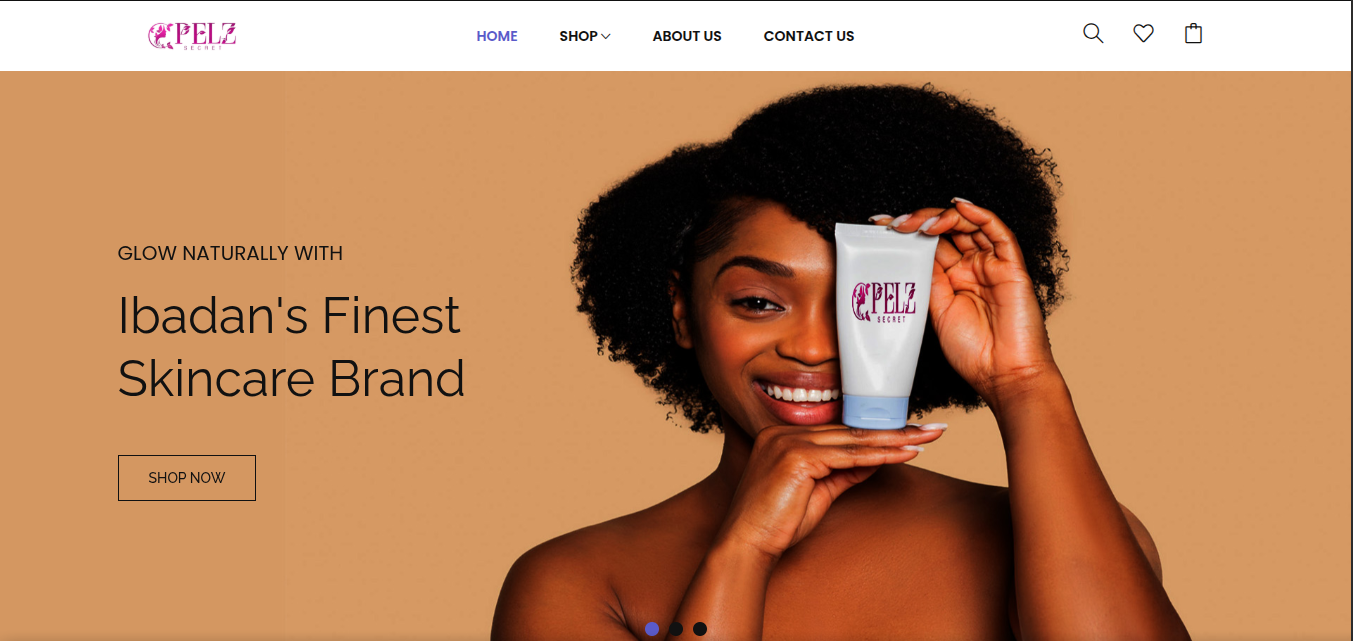 PELZ
SECRET
HOME
SHOP
ABOUT US
CONTACT US
GLOW NATURALLY WITH
Ibadan's Finest
Skincare Brand
SHOP NOW
PELZ
SECRET